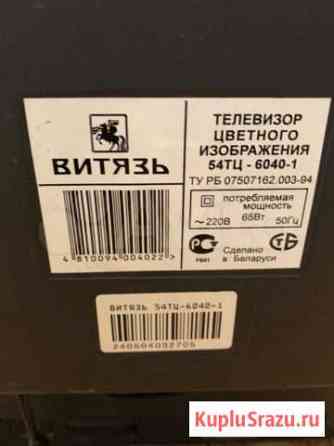 ВИТЯЗЬ
4 810094 004022
ТЕЛЕВИЗОР
ЦВЕТНОГО
ИЗОБРАЖЕНИЯ
54ТЦ - 6040-1
ТУ РБ 07507162.003-94
потребляемая
мощность
~220В 65Вт 50Гц
Сделано
в Беларуси
ВИТЯЗЬ 54ТЦ-6040-1
240604092705
KupluSrazu.ru